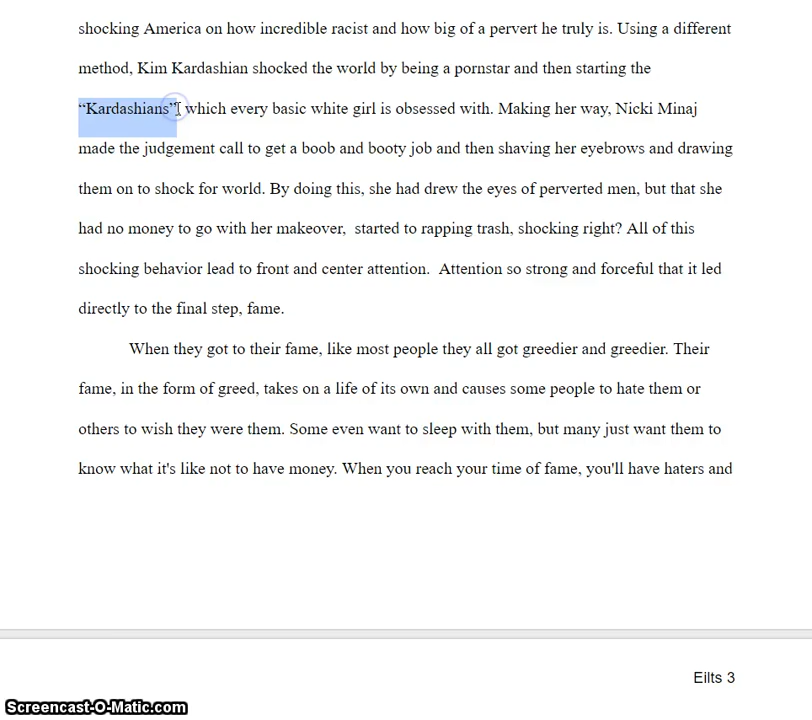 shocking America on how incredible racist and how big of a pervert he truly is. Using a different
method, Kim Kardashian shocked the world by being a pornstar and then starting the
“Kardashians” which every basic white girl is obsessed with. Making her way, Nicki Minaj
made the judgement call to get a boob and booty job and then shaving her eyebrows and drawing
them on to shock for world. By doing this, she had drew the eyes of perverted men, but that she
had no money to go with her makeover,  started to rapping trash, shocking right? All of this
shocking behavior lead to front and center attention.  Attention so strong and forceful that it led
directly to the final step, fame.
When they got to their fame, like most people they all got greedier and greedier. Their
fame, in the form of greed, takes on a life of its own and causes some people to hate them or
others to wish they were them. Some even want to sleep with them, but many just want them to
know what it's like not to have money. When you reach your time of fame, you'll have haters and
Eilts 3
Screencast-O-Matic.com